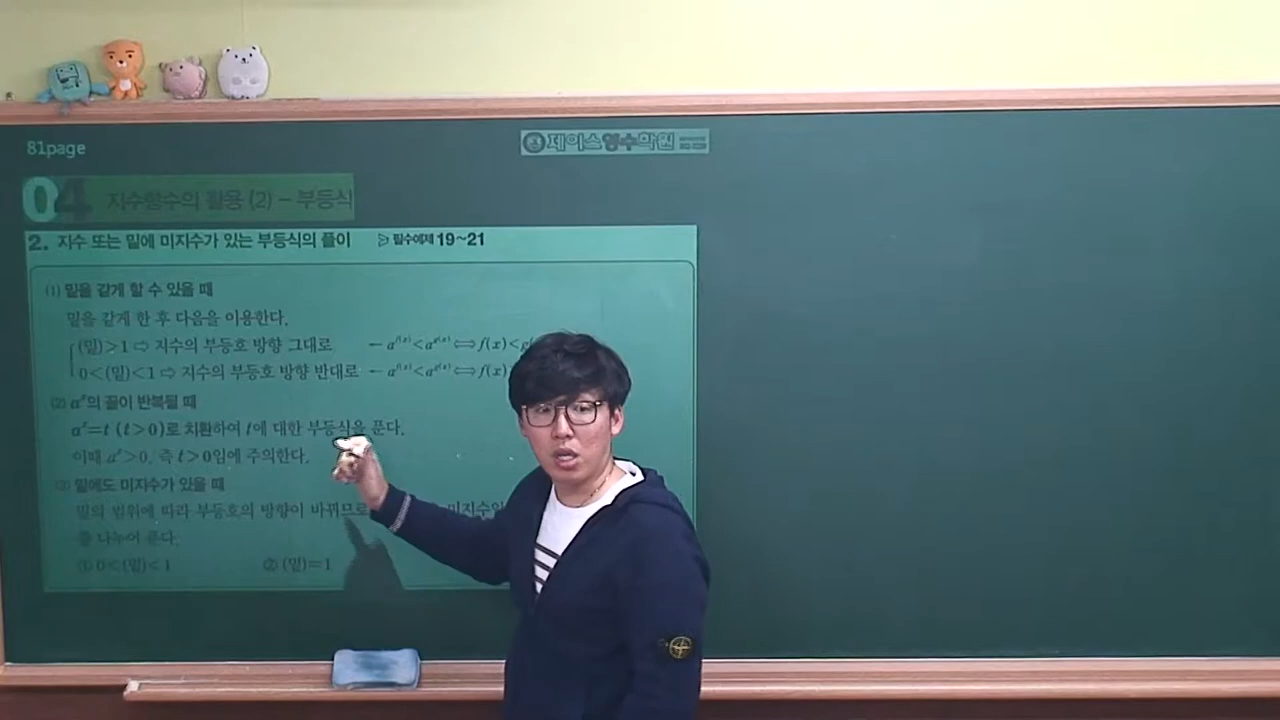 81page
제이스영수학원
04 지수함수의 활용 (2) - 부등식
2. 지수 또는 밑에 미지수가 있는 부등식의 풀이 ≫ 필수예제 19~21
(1) 밑을 같게 할 수 있을 때
밑을 같게 한 후 다음을 이용한다.
(밑)>1 ⇨ 지수의 부등호 방향 그대로 ← a^{f(x)}<a^{g(x)} ⟺ f(x)<g(
0<(밑)<1 ⇨ 지수의 부등호 방향 반대로 ← a^{f(x)}<a^{g(x)} ⟺ f(x)
(2) a^x의 꼴이 반복될 때
a^x=t (t>0)로 치환하여 t에 대한 부등식을 푼다.
이때 a^x>0, 즉 t>0임에 주의한다.
(3) 밑에도 미지수가 있을 때
밑의 범위에 따라 부등호의 방향이 바뀌므로 미지수의
를 나누어 푼다.
① 0<(밑)<1 ② (밑)=1